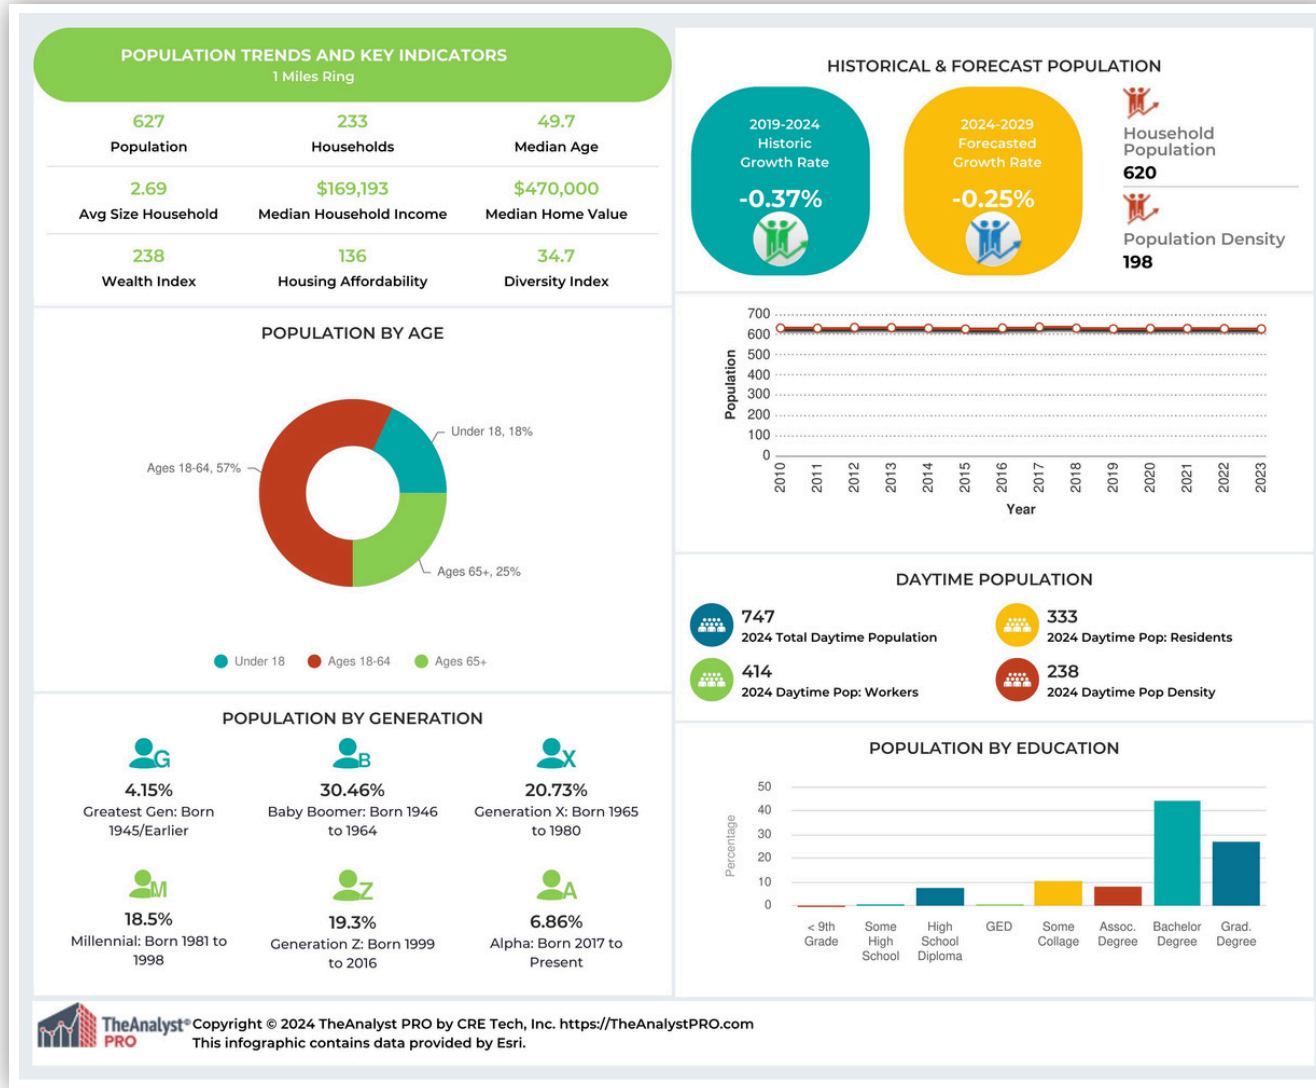 POPULATION TRENDS AND KEY INDICATORS
1 Miles Ring
627
Population
233
Households
49.7
Median Age
2.69
Avg Size Household
$169,193
Median Household Income
$470,000
Median Home Value
238
Wealth Index
136
Housing Affordability
34.7
Diversity Index
HISTORICAL & FORECAST POPULATION
2019-2024
Historic
Growth Rate
-0.37%
2024-2029
Forecasted
Growth Rate
-0.25%
Household
Population
620
Population Density
198
700
600
500
400
300
200
100
0
Population
2010
2011
2012
2013
2014
2015
2016
2017
2018
2019
2020
2021
2022
2023
Year
POPULATION BY AGE
Under 18, 18%
Ages 18-64, 57%
Ages 65+, 25%
Under 18
Ages 18-64
Ages 65+
DAYTIME POPULATION
747
2024 Total Daytime Population
333
2024 Daytime Pop: Residents
414
2024 Daytime Pop: Workers
238
2024 Daytime Pop Density
POPULATION BY GENERATION
G
4.15%
Greatest Gen: Born
1945/Earlier
B
30.46%
Baby Boomer: Born 1946
to 1964
X
20.73%
Generation X: Born 1965
to 1980
M
18.5%
Millennial: Born 1981 to
1998
Z
19.3%
Generation Z: Born 1999
to 2016
A
6.86%
Alpha: Born 2017 to
Present
POPULATION BY EDUCATION
50
40
30
20
10
0
Percentage
< 9th
Grade
Some
High
School
High
School
Diploma
GED
Some
Collage
Assoc.
Degree
Bachelor
Degree
Grad.
Degree
TheAnalyst®
PRO
Copyright © 2024 TheAnalyst PRO by CRE Tech, Inc. https://TheAnalystPRO.com
This infographic contains data provided by Esri.